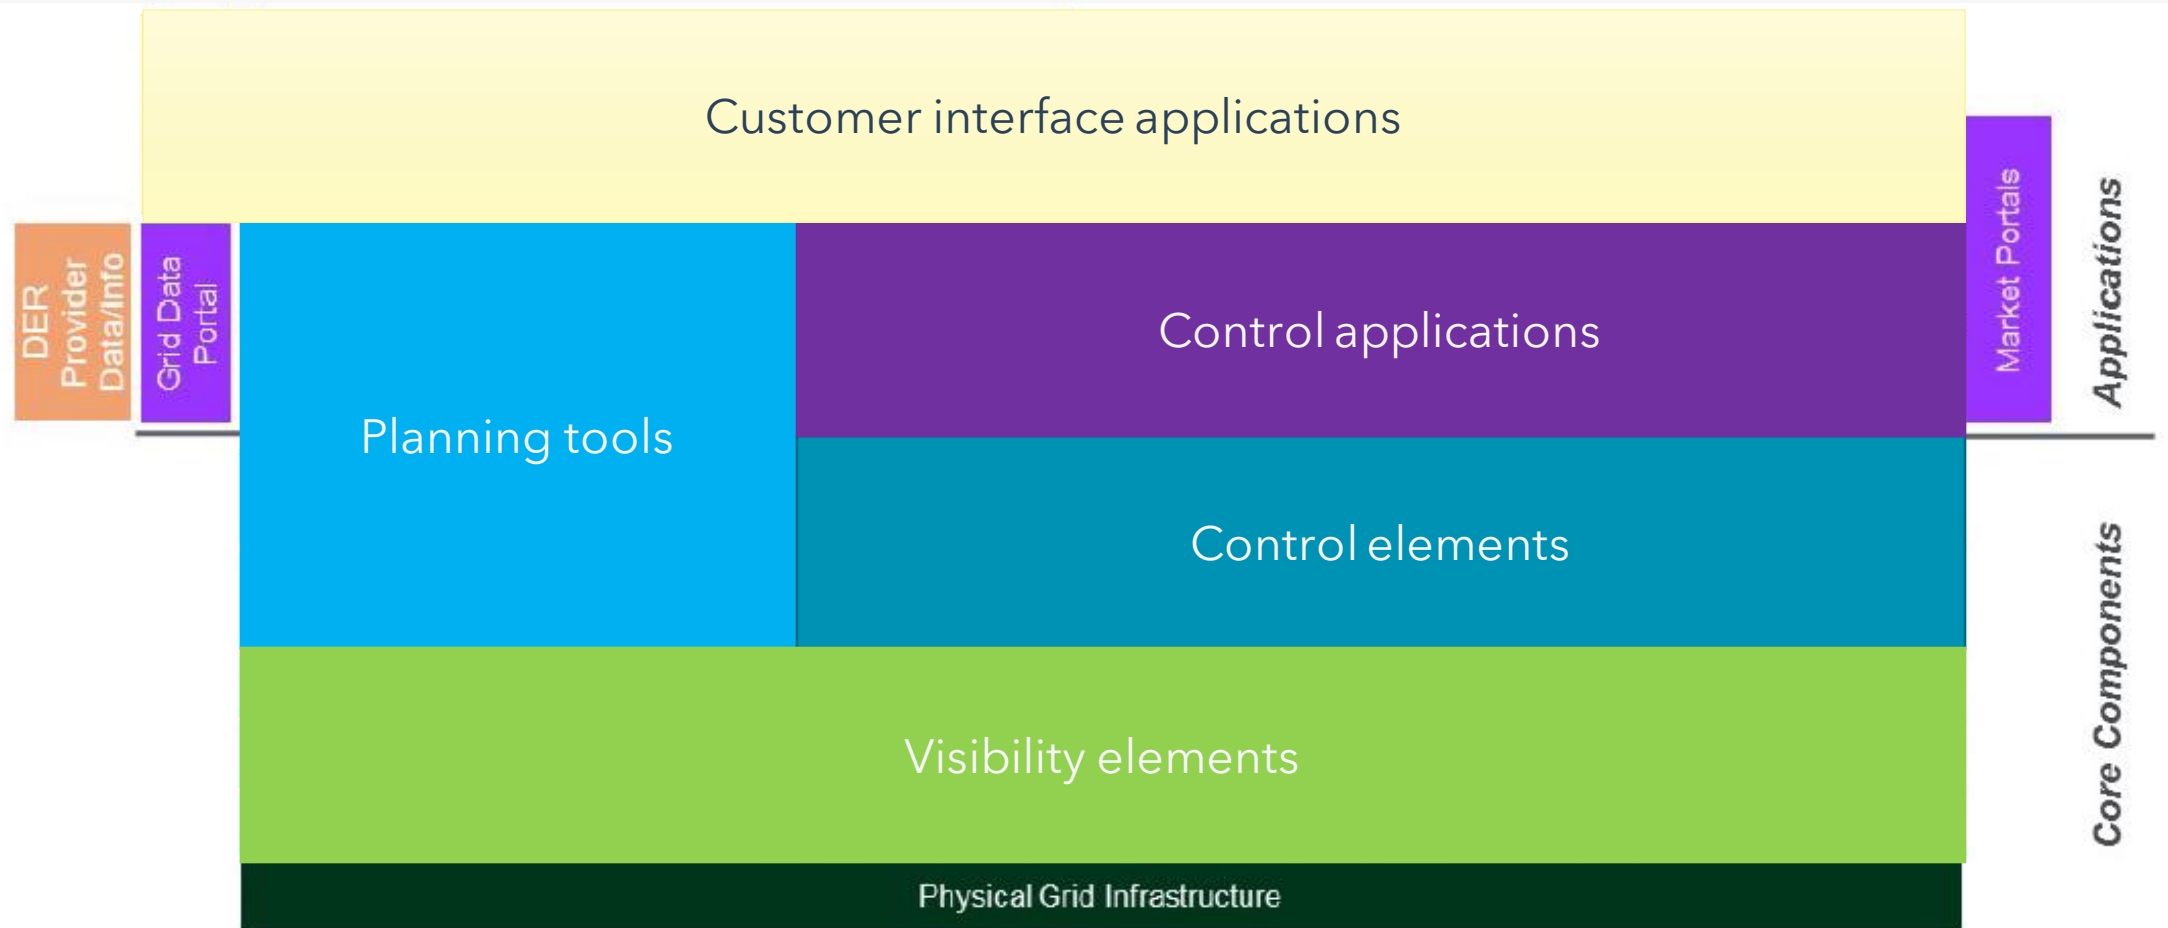 Customer interface applications
DER
Provider
Data/Info
Grid Data
Portal
Planning tools
Control applications
Market Portals
Applications
Control elements
Core Components
Visibility elements
Physical Grid Infrastructure